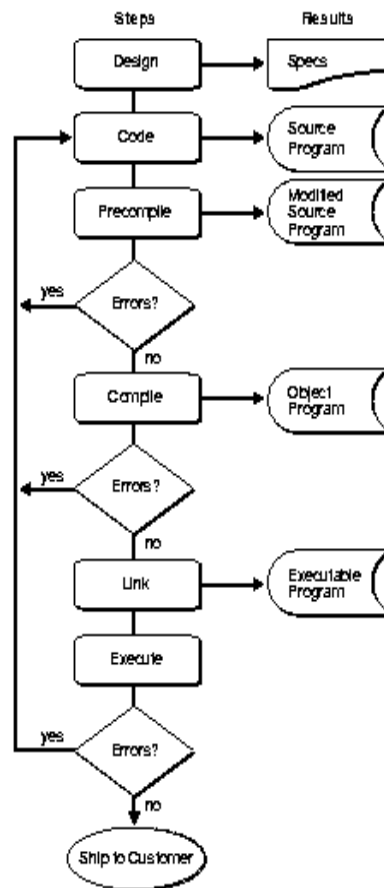 Steps
Results
Design
Specs
Code
Source
Program
Precompile
Modified
Source
Program
Errors?
yes
no
Compile
Object
Program
Errors?
yes
no
Link
Executable
Program
Execute
Errors?
yes
no
Ship to Customer